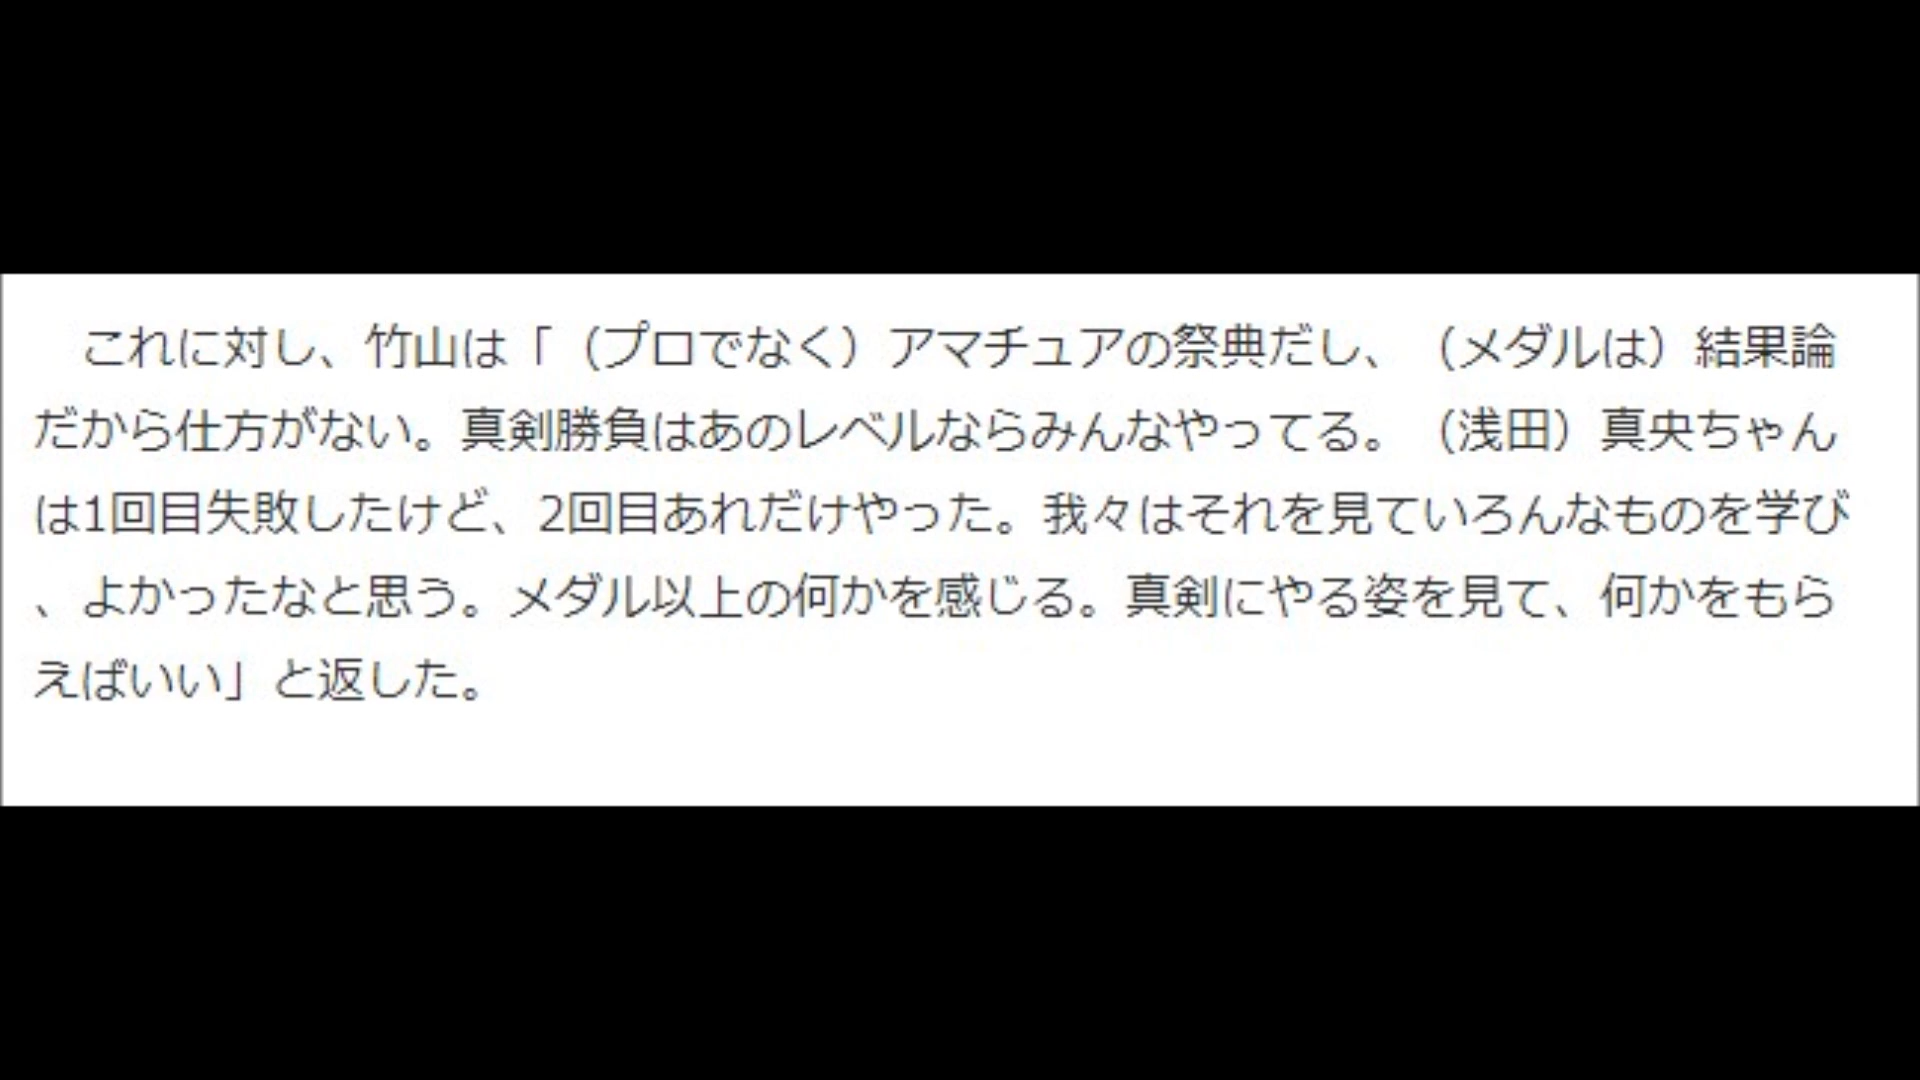 これに対し、竹山は「（プロでなく）アマチュアの祭典だし、（メダルは）結果論
だから仕方がない。真剣勝負はあのレベルならみんなやってる。（浅田）真央ちゃん
は1回目失敗したけど、2回目あれだけやった。我々はそれを見ていろんなものを学び
、よかったなと思う。メダル以上の何かを感じる。真剣にやる姿を見て、何かをもら
えばいい」と返した。